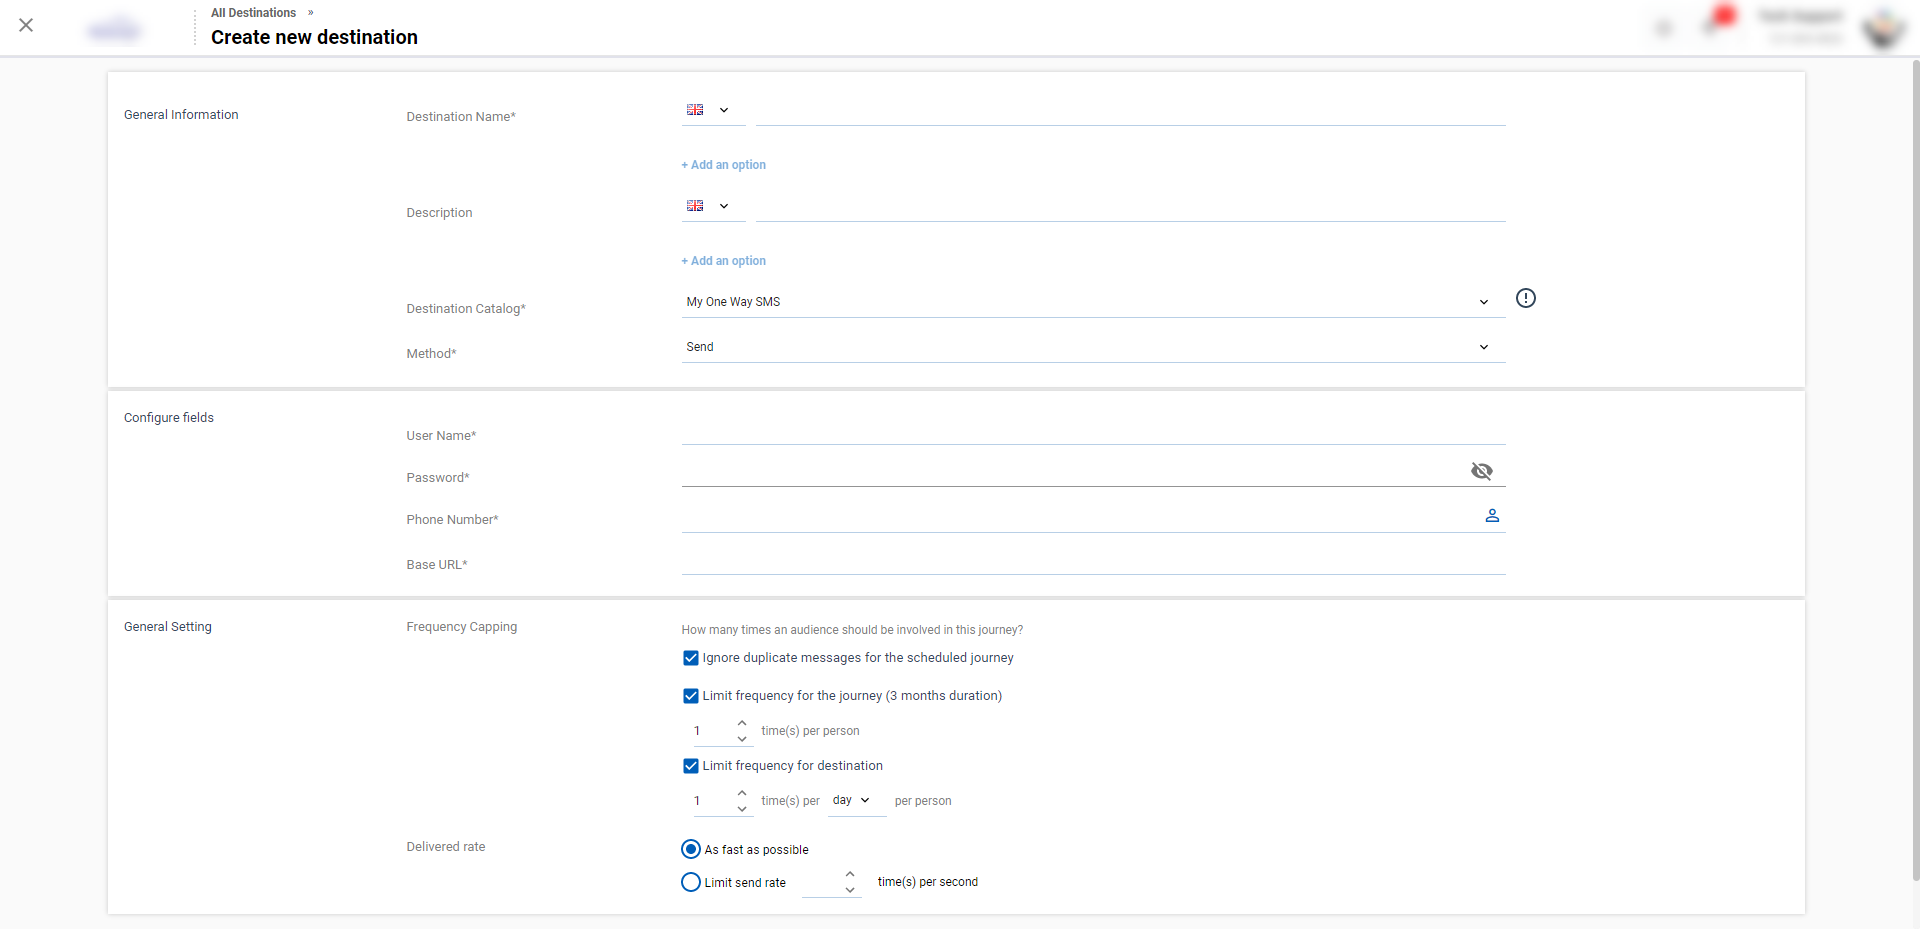 All Destinations »
Create new destination
General Information
Destination Name*
+ Add an option
Description
+ Add an option
Destination Catalog*
My One Way SMS
Method*
Send
Configure fields
User Name*
Password*
Phone Number*
Base URL*
General Setting
Frequency Capping
How many times an audience should be involved in this journey?
Ignore duplicate messages for the scheduled journey
Limit frequency for the journey (3 months duration)
1 time(s) per person
Limit frequency for destination
1 time(s) per day per person
Delivered rate
As fast as possible
Limit send rate time(s) per second